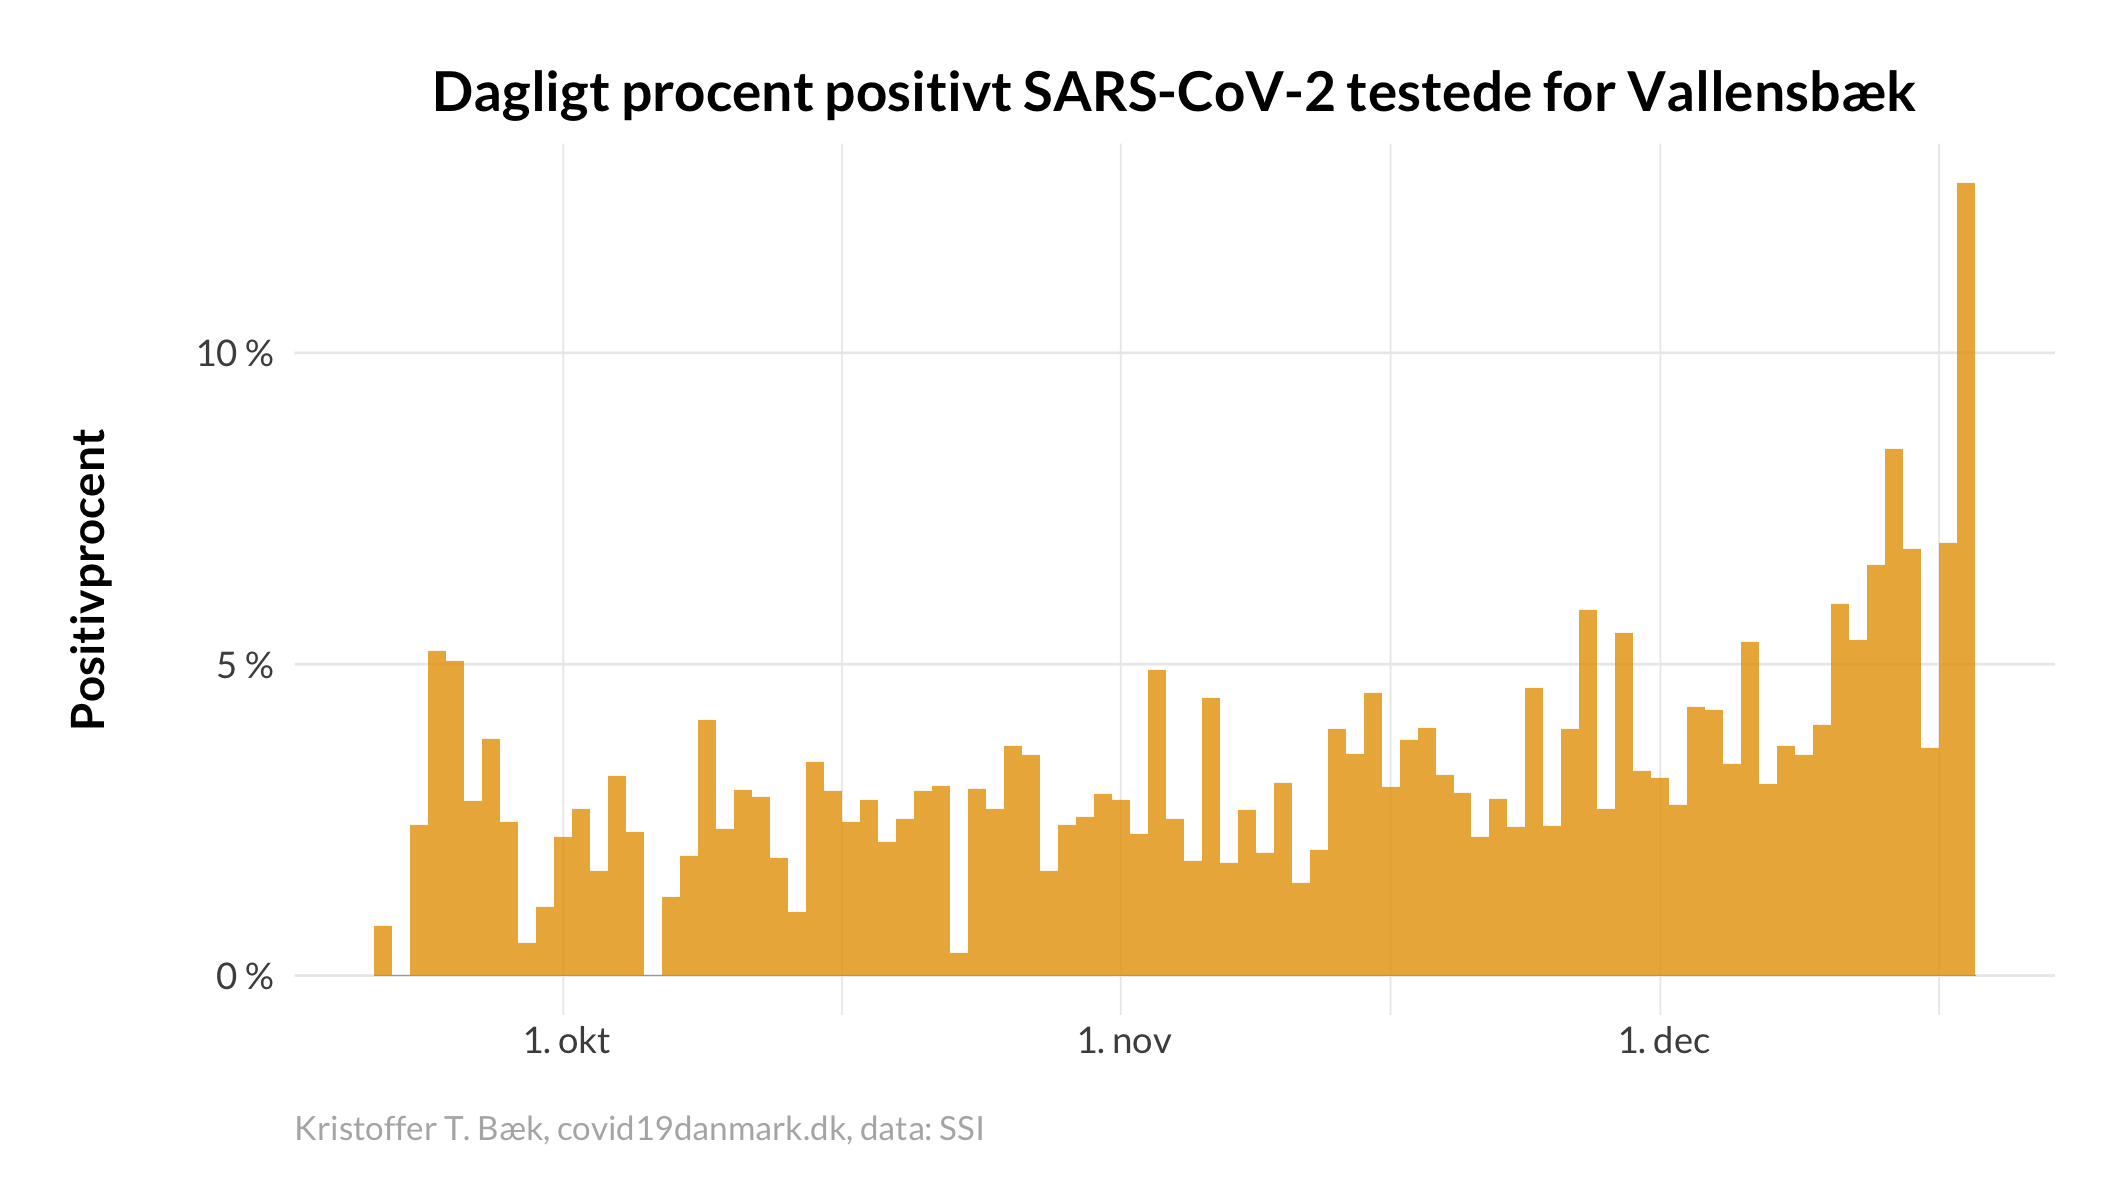 Dagligt procent positivt SARS-CoV-2 testede for Vallensbæk
Positivprocent
10 %
5 %
0 %
1. okt
1. nov
1. dec
Kristoffer T. Bæk, covid19danmark.dk, data: SSI